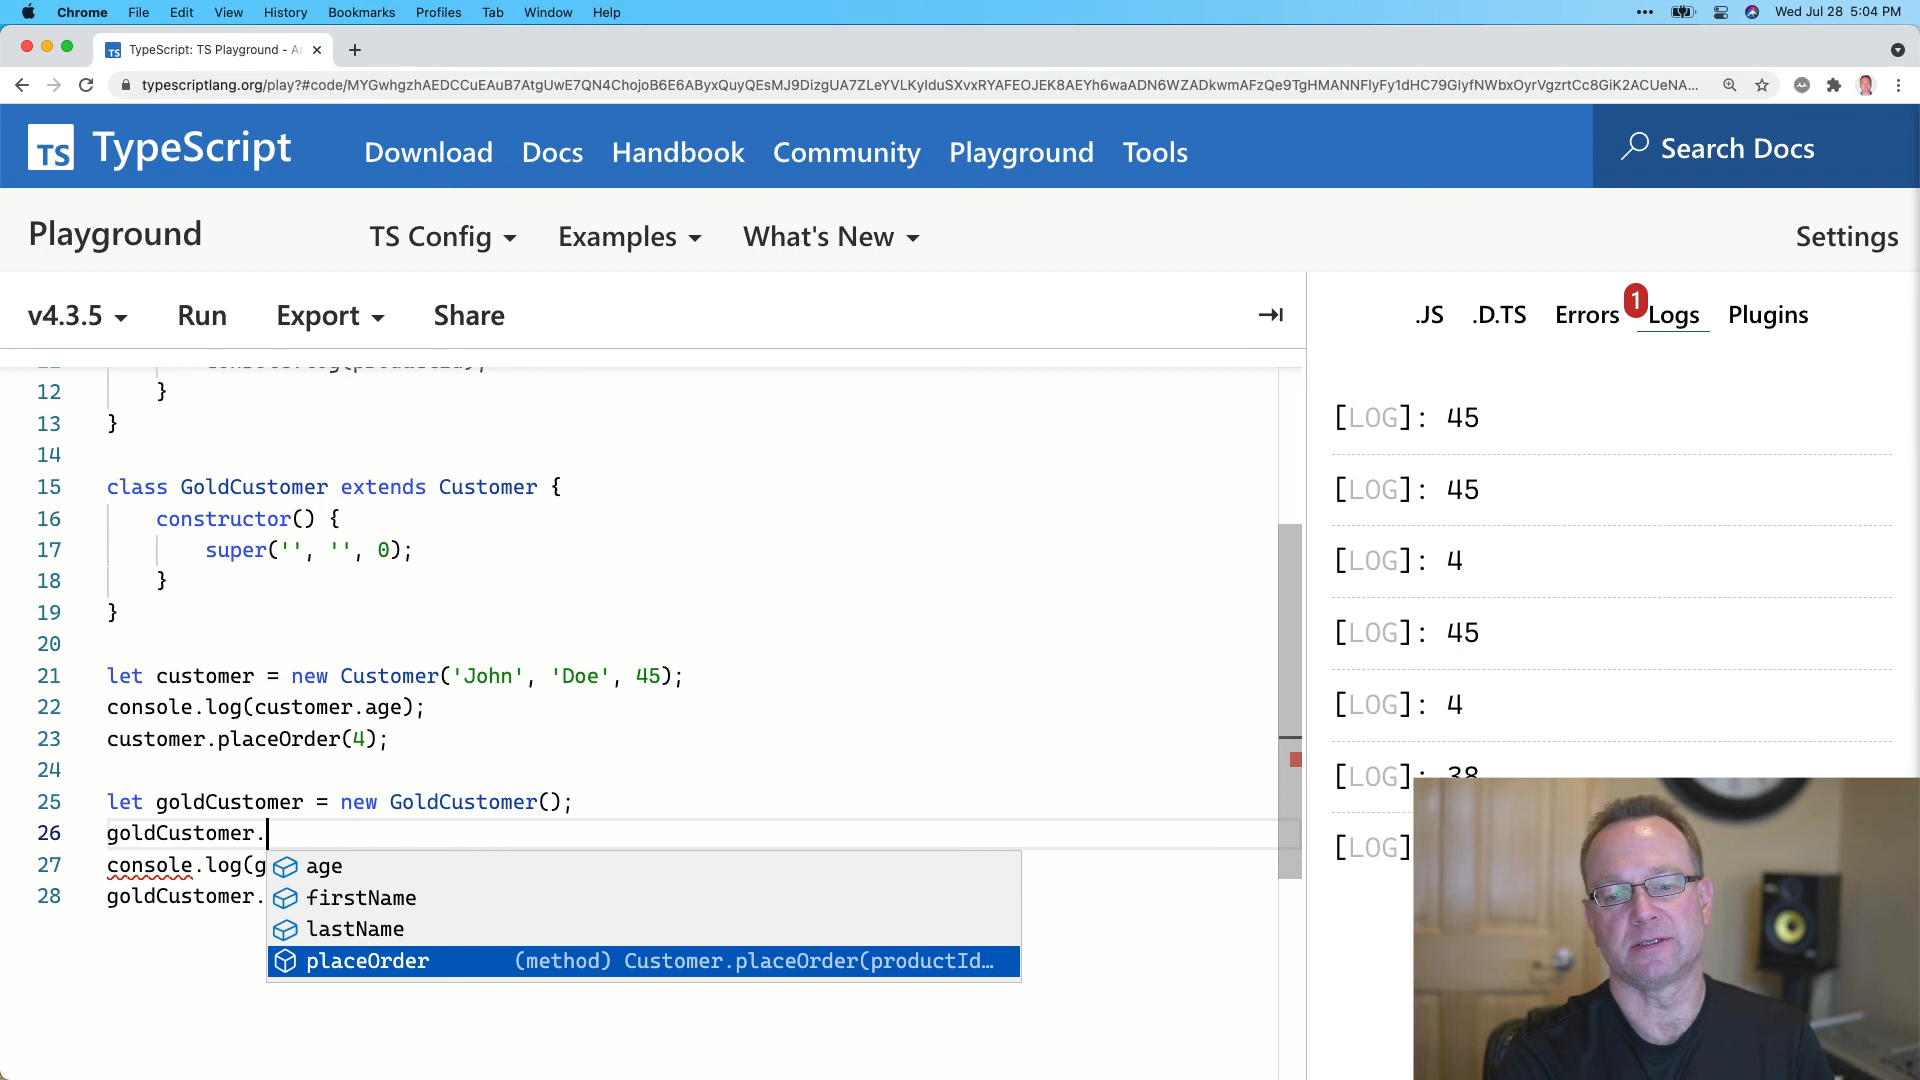 Chrome File Edit View History Bookmarks Profiles Tab Window Help
Wed Jul 28 5:04 PM
TypeScript: TS Playground - A
typescriptlang.org/play?#code/
TS TypeScript Download Docs Handbook Community Playground Tools Search Docs
Playground TS Config Examples What's New Settings
v4.3.5 Run Export Share
.JS .D.TS Errors 1 Logs Plugins
12 }
13 }
14
15 class GoldCustomer extends Customer {
16 constructor() {
17 super('', '', 0);
18 }
19 }
20
21 let customer = new Customer('John', 'Doe', 45);
22 console.log(customer.age);
23 customer.placeOrder(4);
24
25 let goldCustomer = new GoldCustomer();
26 goldCustomer.
27 console.log(g
28 goldCustomer.
age
firstName
lastName
placeOrder (method) Customer.placeOrder(productId…
[LOG]: 45
[LOG]: 45
[LOG]: 4
[LOG]: 45
[LOG]: 4
[LOG]: 38
[LOG]